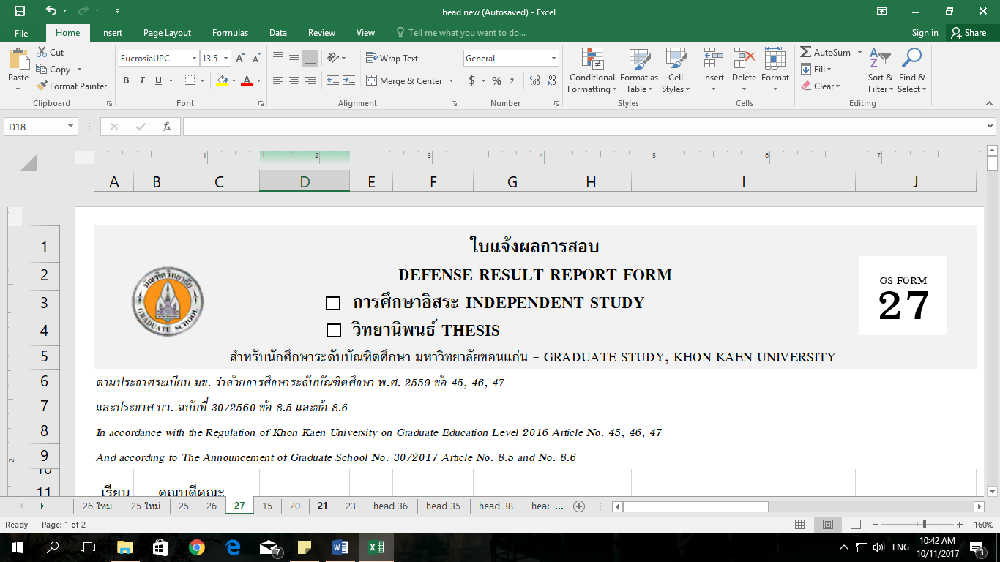 head new (Autosaved) - Excel
File Home Insert Page Layout Formulas Data Review View Tell me what you want to do... Sign in Share
Paste
Cut
Copy
Format Painter
Clipboard
EucrosiaUPC 13.5
B I U
Font
Wrap Text
Merge & Center
Alignment
General
$ % ,
Number
Conditional Formatting
Format as Table
Cell Styles
Styles
Insert Delete Format
Cells
AutoSum
Fill
Clear
Sort & Filter
Find & Select
Editing
D18 fx
1 2 3 4 5 6 7
A B C D E F G H I J
1 ใบแจ้งผลการสอบ
2 DEFENSE RESULT REPORT FORM
3 การศึกษาอิสระ INDEPENDENT STUDY
4 วิทยานิพนธ์ THESIS
5 สำหรับนักศึกษาระดับบัณฑิตศึกษา มหาวิทยาลัยขอนแก่น - GRADUATE STUDY, KHON KAEN UNIVERSITY
บัณฑิตวิทยาลัย
GRADUATE SCHOOL
GS FORM
27
6 ตามประกาศระเบียบ มข. ว่าด้วยการศึกษาระดับบัณฑิตศึกษา พ.ศ. 2559 ข้อ 45, 46, 47
7 และประกาศ บว. ฉบับที่ 30/2560 ข้อ 8.5 และข้อ 8.6
8 In accordance with the Regulation of Khon Kaen University on Graduate Education Level 2016 Article No. 45, 46, 47
9 And according to The Announcement of Graduate School No. 30/2017 Article No. 8.5 and No. 8.6
10
11 เรียน คณบดีคณะ
1
2
26 ใหม่ 25 ใหม่ 25 26 27 15 20 21 23 head 36 head 35 head 38 head ...
Ready Page: 1 of 2 160%
7 ENG 10:42 AM
10/11/2017 3